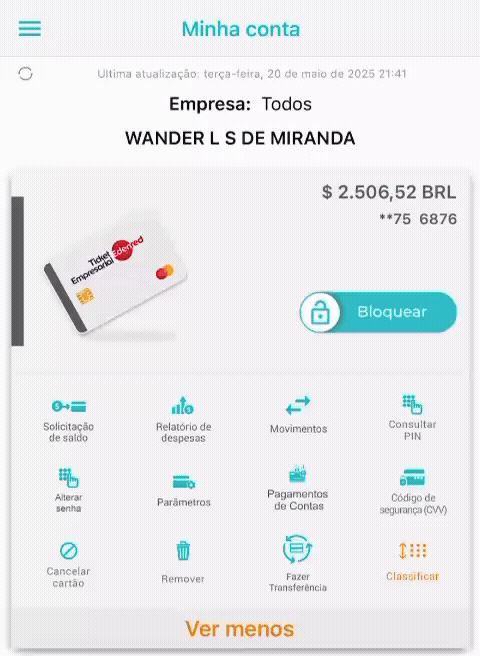 Minha conta
Ultima atualização: terça-feira, 20 de maio de 2025 21:41
Empresa: Todos
WANDER L S DE MIRANDA
$ 2.506,52 BRL
**75 6876
Ticket
Empresarial
Edenred
Bloquear
Solicitação
de saldo
Relatório de
despesas
Movimentos
Consultar
PIN
Alterar
senha
Parâmetros
Pagamentos
de Contas
Código de
segurança (CVV)
Cancelar
cartão
Remover
Fazer
Transferência
Classificar
Ver menos